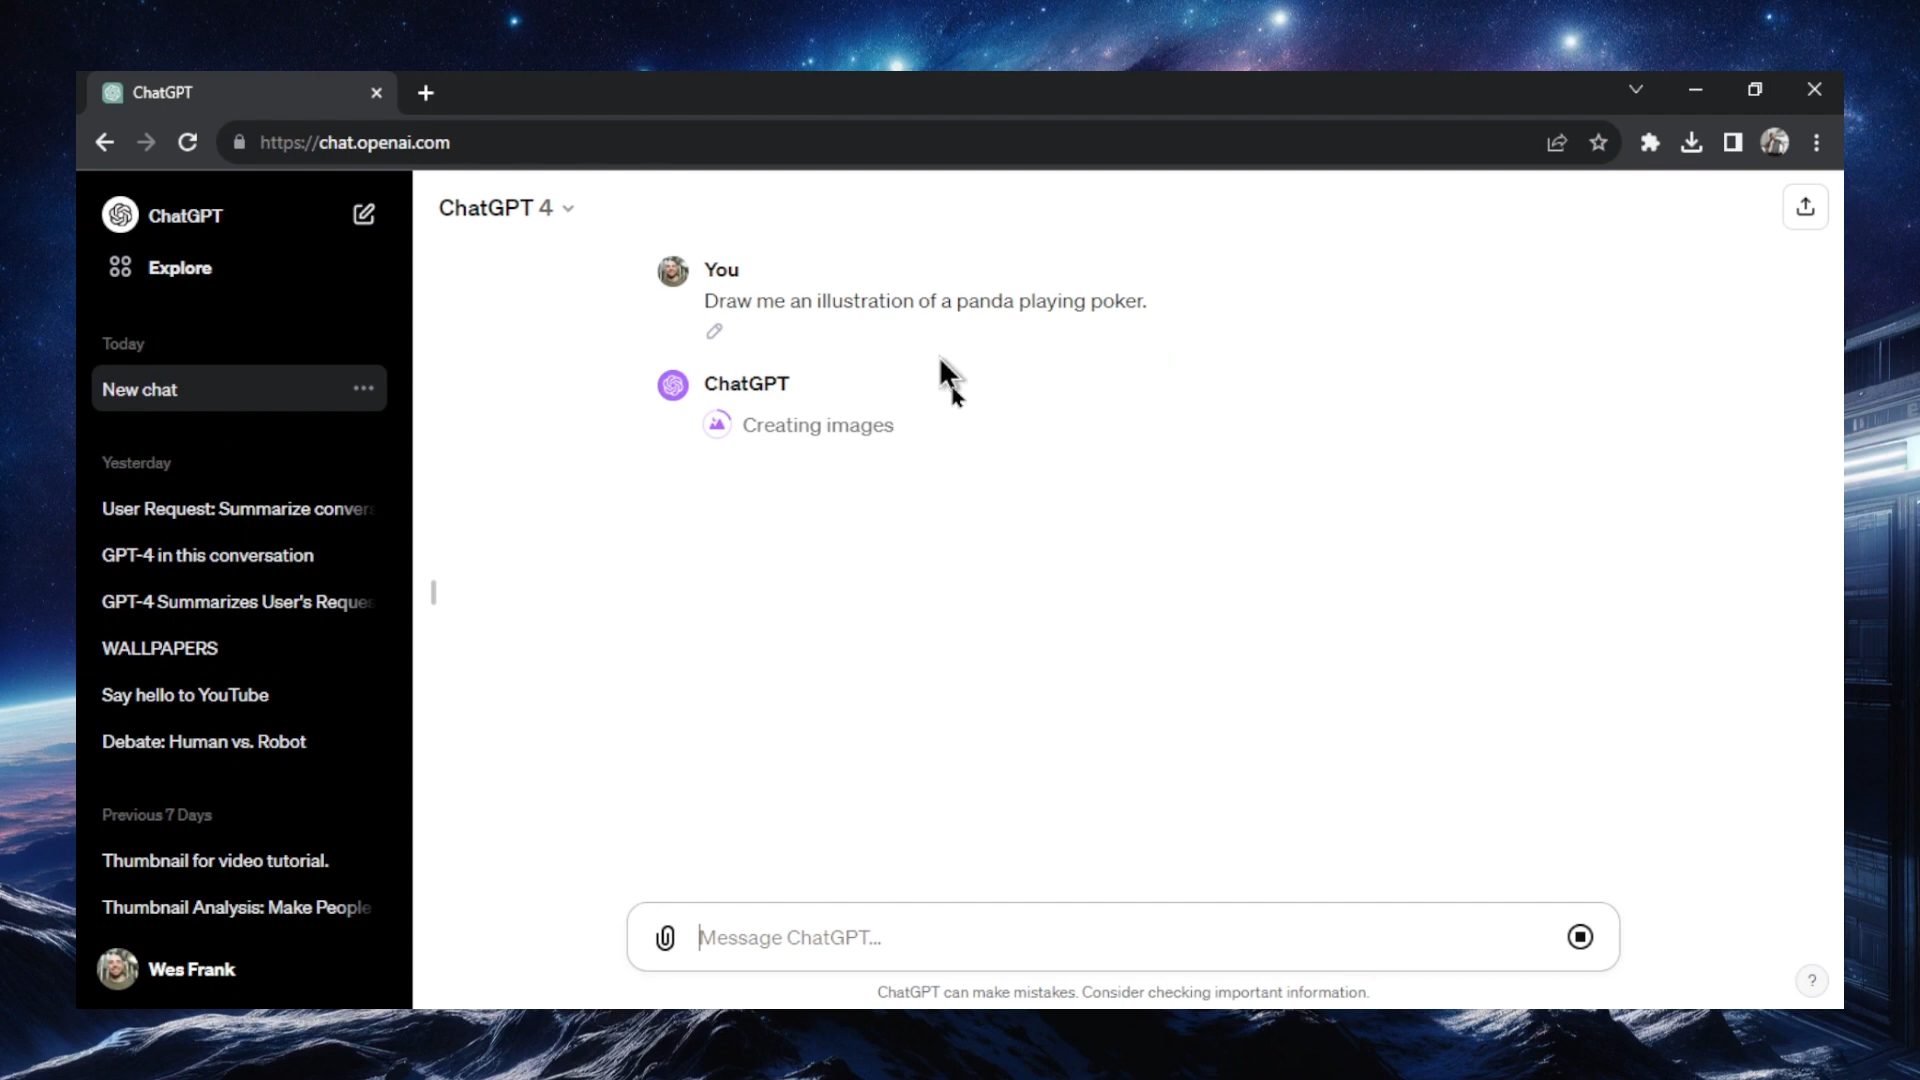 ChatGPT
https://chat.openai.com
ChatGPT
Explore
Today
New chat
Yesterday
User Request: Summarize convers
GPT-4 in this conversation
GPT-4 Summarizes User's Reques
WALLPAPERS
Say hello to YouTube
Debate: Human vs. Robot
Previous 7 Days
Thumbnail for video tutorial.
Thumbnail Analysis: Make People
Wes Frank
ChatGPT 4
You
Draw me an illustration of a panda playing poker.
ChatGPT
Creating images
Message ChatGPT...
ChatGPT can make mistakes. Consider checking important information.
?